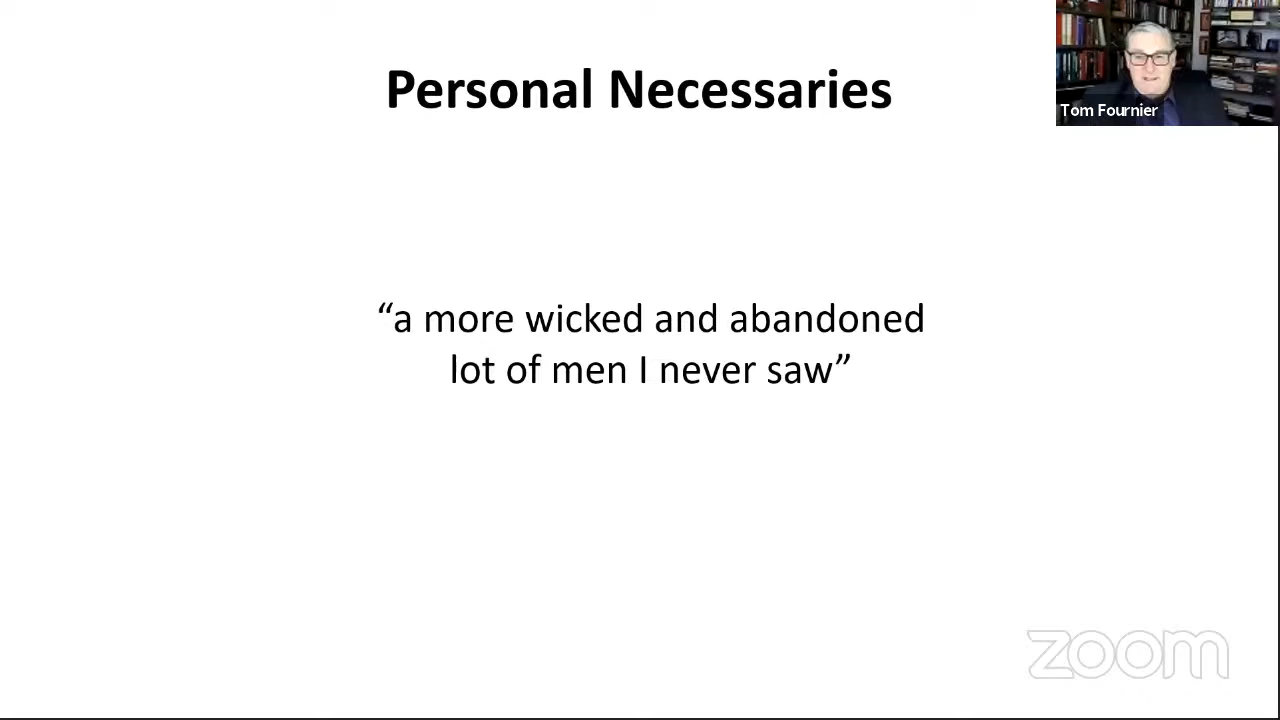 Personal Necessaries
Tom Fournier
“a more wicked and abandoned
lot of men I never saw”
zoom